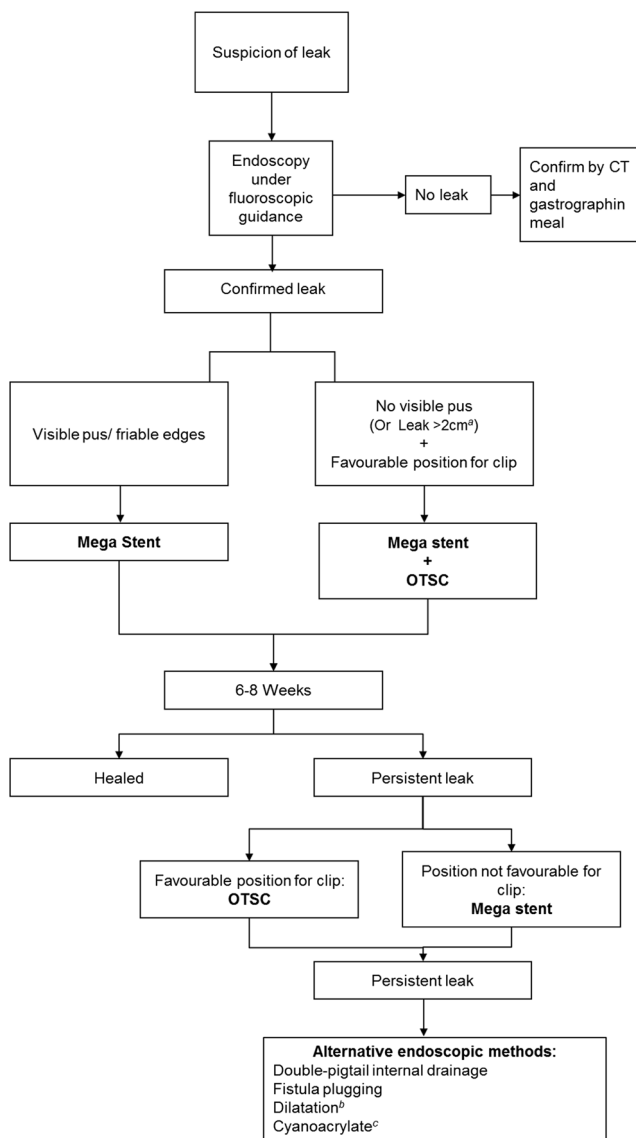 Suspicion of leak
Endoscopy
under
fluoroscopic
guidance
No leak
Confirm by CT
and
gastrographin
meal
Confirmed leak
Visible pus/ friable edges
No visible pus
(Or Leak >2cmᵃ)
+
Favourable position for clip
Mega Stent
Mega stent
+
OTSC
6-8 Weeks
Healed
Persistent leak
Favourable position for clip:
OTSC
Position not favourable for
clip:
Mega stent
Persistent leak
Alternative endoscopic methods:
Double-pigtail internal drainage
Fistula plugging
Dilatationᵇ
Cyanoacrylateᶜ